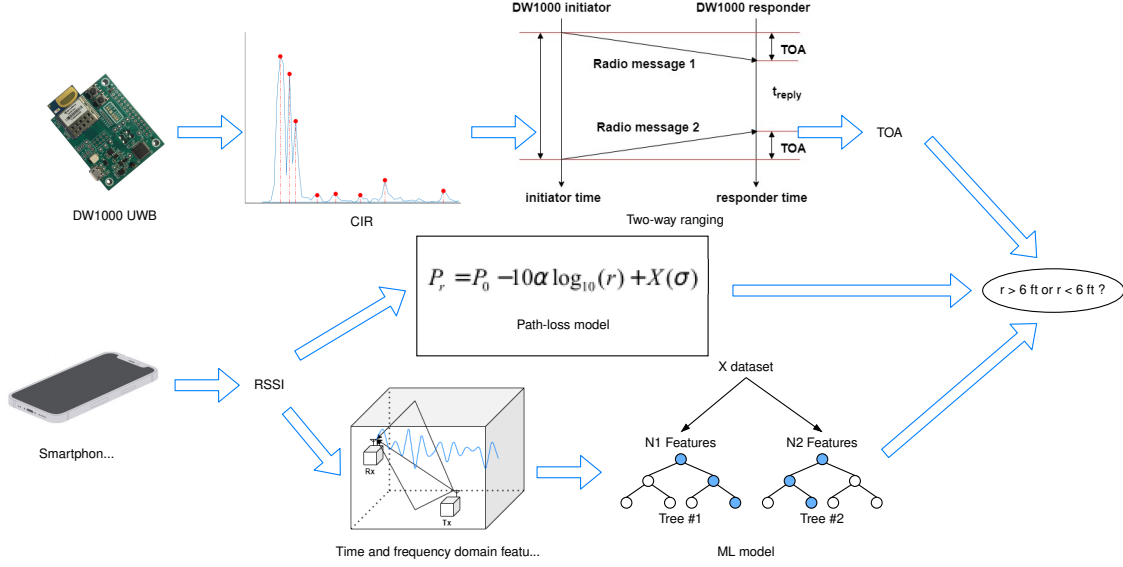 DW1000 initiator
DW1000 responder
TOA
Radio message 1
t_reply
Radio message 2
TOA
TOA
initiator time
responder time
DW1000 UWB
CIR
Two-way ranging
P_r = P_0 − 10α log_10(r) + X(σ)
r > 6 ft or r < 6 ft ?
Path-loss model
X dataset
RSSI
N1 Features
N2 Features
Smartphon...
Rx
Tx
Tree #1
Tree #2
Time and frequency domain featu...
ML model